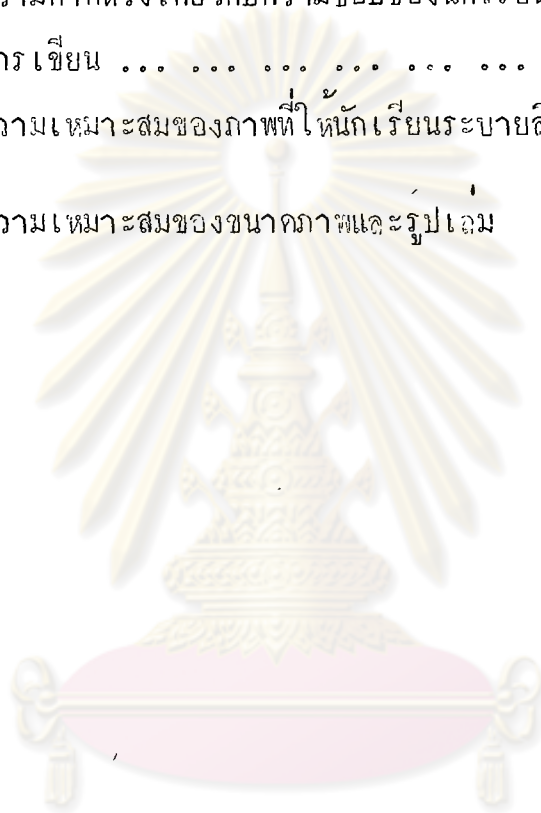 การเขียน ... ... ... ... ... ...
วามเหมาะสมของภาพที่ให้นักเรียนระบายสี
วามเหมาะสมของขนาดภาพและรูปเล่ม